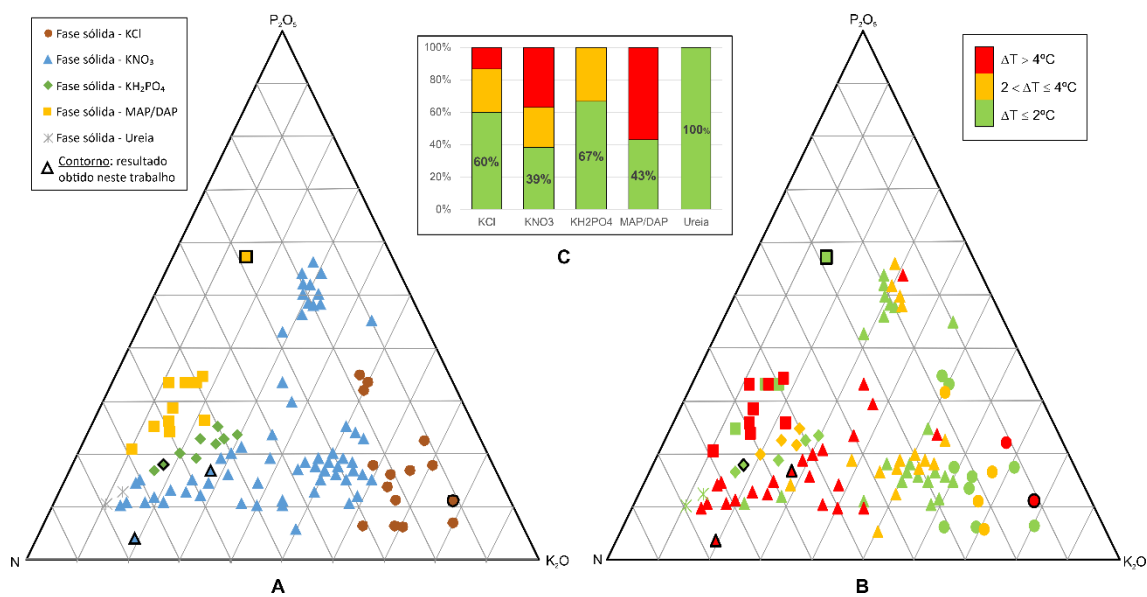 P₂O₅
Fase sólida - KCl
Fase sólida - KNO₃
Fase sólida - KH₂PO₄
Fase sólida - MAP/DAP
Fase sólida - Ureia
Contorno: resultado
obtido neste trabalho
N
K₂O
A
100%
80%
60%
40%
20%
0%
60%
39%
67%
43%
100%
KCl
KNO3
KH2PO4
MAP/DAP
Ureia
C
P₂O₅
ΔT > 4ºC
2 < ΔT ≤ 4ºC
ΔT ≤ 2ºC
N
K₂O
B